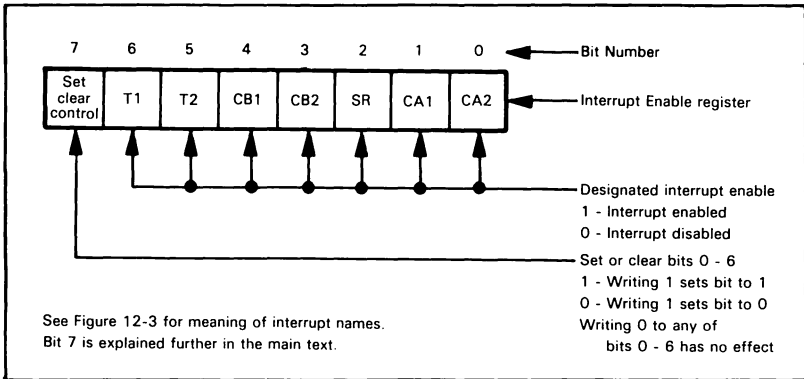 7 6 5 4 3 2 1 0 Bit Number
Set
clear
control
T1 T2 CB1 CB2 SR CA1 CA2
Interrupt Enable register
Designated interrupt enable
1 - Interrupt enabled
0 - Interrupt disabled
Set or clear bits 0 - 6
1 - Writing 1 sets bit to 1
0 - Writing 1 sets bit to 0
Writing 0 to any of
bits 0 - 6 has no effect
See Figure 12-3 for meaning of interrupt names.
Bit 7 is explained further in the main text.